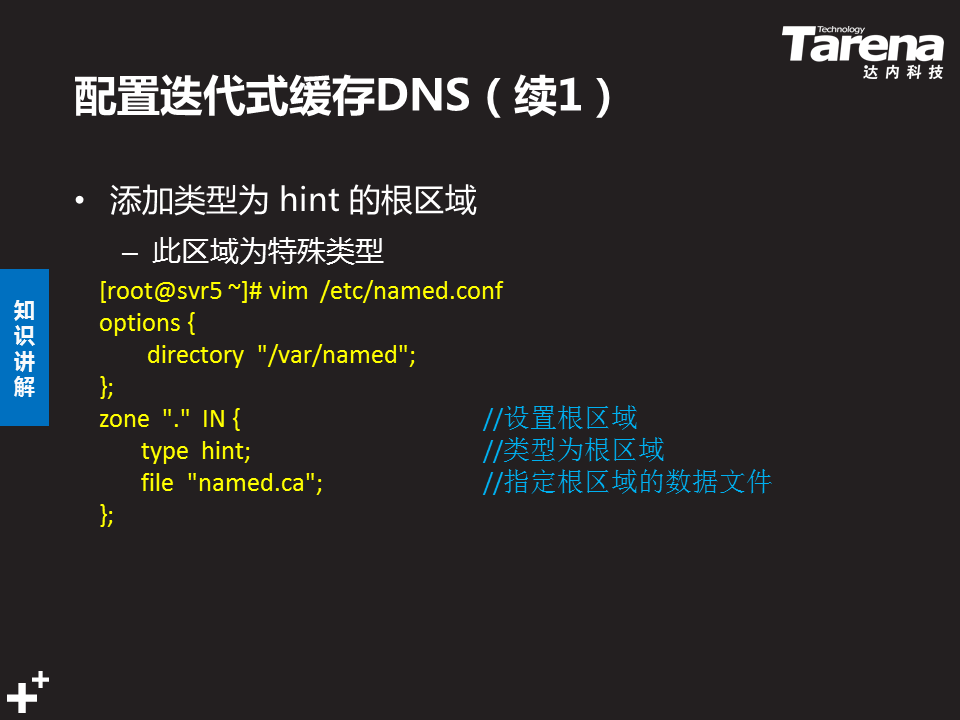 Technology
Tarena
达内科技
配置迭代式缓存DNS（续1）
• 添加类型为 hint 的根区域
– 此区域为特殊类型
知识讲解
[root@svr5 ~]# vim /etc/named.conf
options {
directory "/var/named";
};
zone "." IN { //设置根区域
type hint; //类型为根区域
file "named.ca"; //指定根区域的数据文件
};